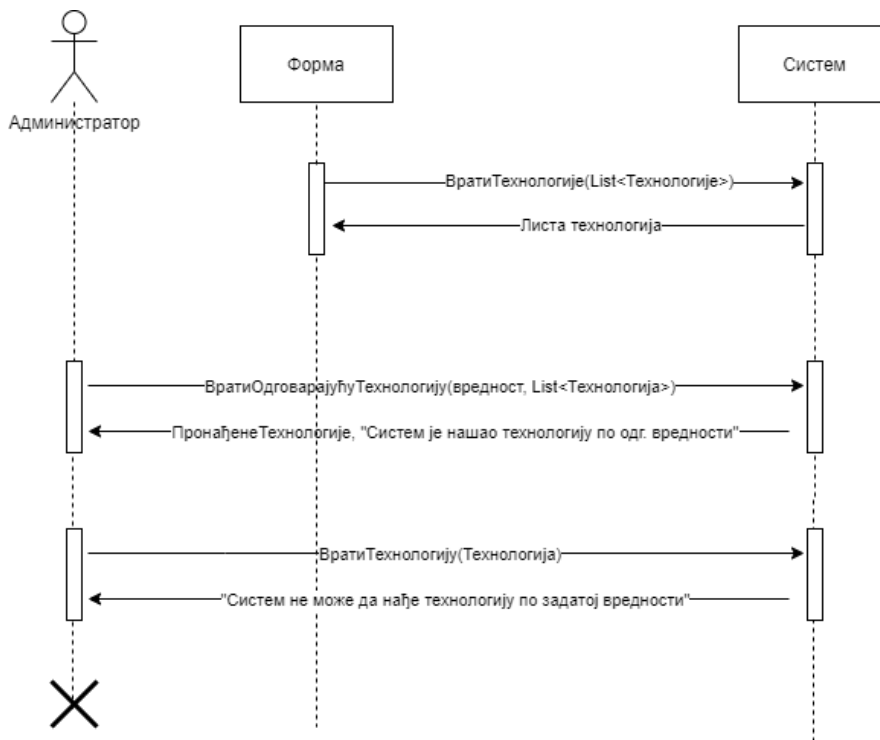 Форма
Систем
Администратор
ВратиТехнологије(List<Технологије>)
Листа технологија
ВратиОдговарајућуТехнологију(вредност, List<Технологија>)
ПронађенеТехнологије, "Систем је нашао технологију по одг. вредности"
ВратиТехнологију(Технологија)
"Систем не може да нађе технологију по задатој вредности"